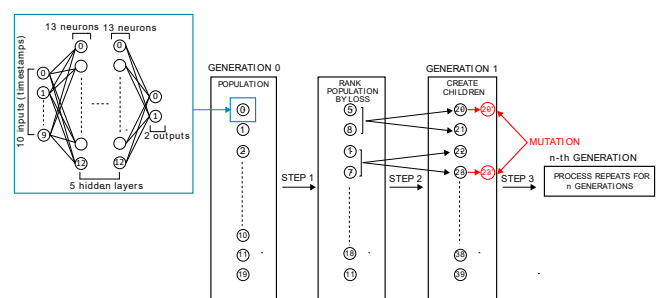 13 neurons 13 neurons
10 inputs (timestamps)
0 0
0 0
1 1
9
12 12
2 outputs
5 hidden layers
GENERATION 0
POPULATION
0
1
2
10
11
19
STEP 1
RANK
POPULATION
BY LOSS
5
8
1
7
18
11
STEP 2
GENERATION 1
CREATE
CHILDREN
20 20'
21
22
23 23'
38
39
MUTATION
STEP 3
n-th GENERATION
PROCESS REPEATS FOR
n GENERATIONS